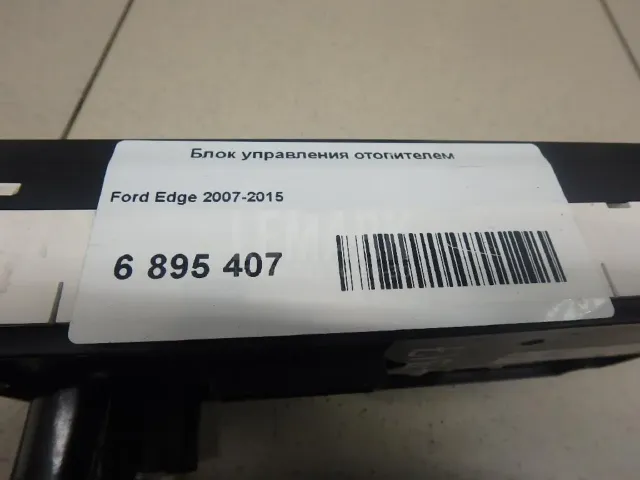 Блок управления отопителем
Ford Edge 2007-2015
6 895 407